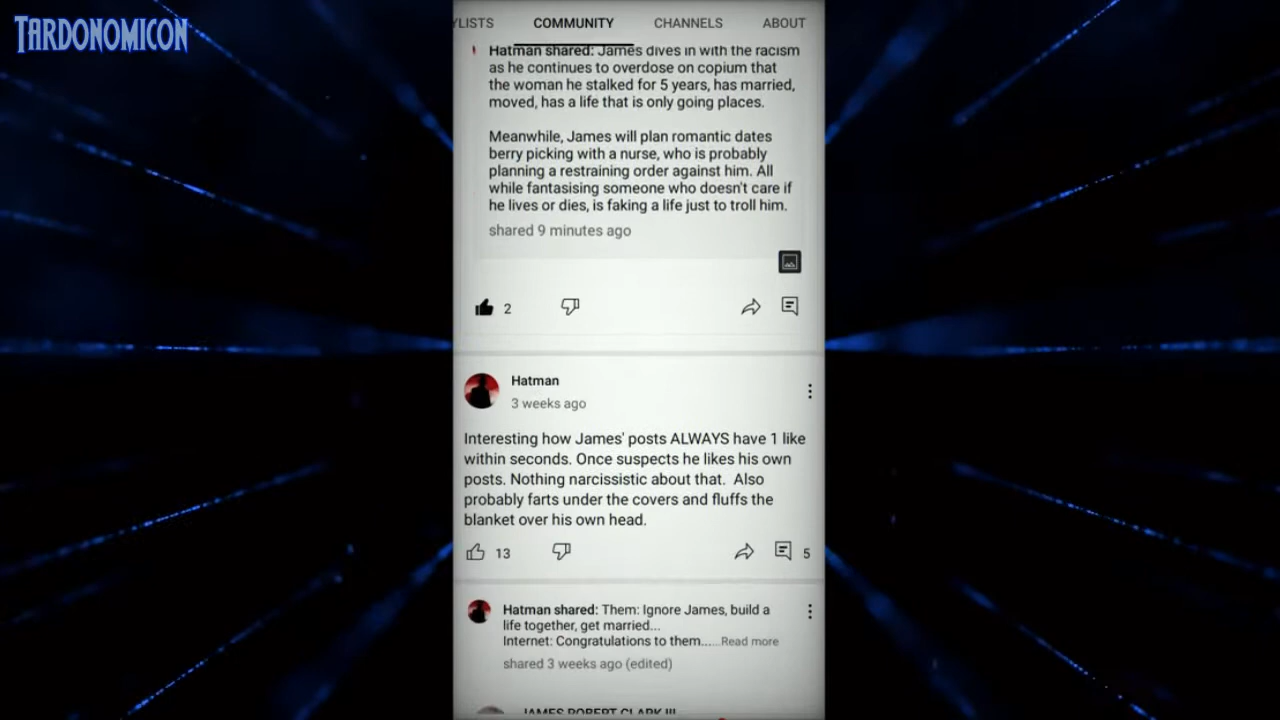 TARDONOMICON
YLISTS COMMUNITY CHANNELS ABOUT
Hatman shared: James dives in with the racism
as he continues to overdose on copium that
the woman he stalked for 5 years, has married,
moved, has a life that is only going places.
Meanwhile, James will plan romantic dates
berry picking with a nurse, who is probably
planning a restraining order against him. All
while fantasising someone who doesn't care if
he lives or dies, is faking a life just to troll him.
shared 9 minutes ago
2
Hatman
3 weeks ago
Interesting how James' posts ALWAYS have 1 like
within seconds. Once suspects he likes his own
posts. Nothing narcissistic about that. Also
probably farts under the covers and fluffs the
blanket over his own head.
13 5
Hatman shared: Them: Ignore James, build a
life together, get married...
Internet: Congratulations to them......Read more
shared 3 weeks ago (edited)
JAMES ROBERT CLARK III